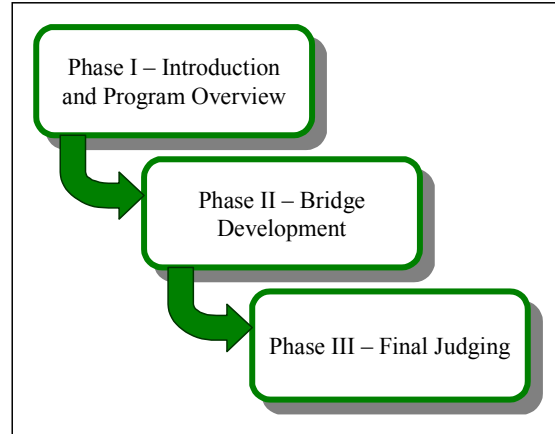 Phase I – Introduction
and Program Overview
Phase II – Bridge
Development
Phase III – Final Judging